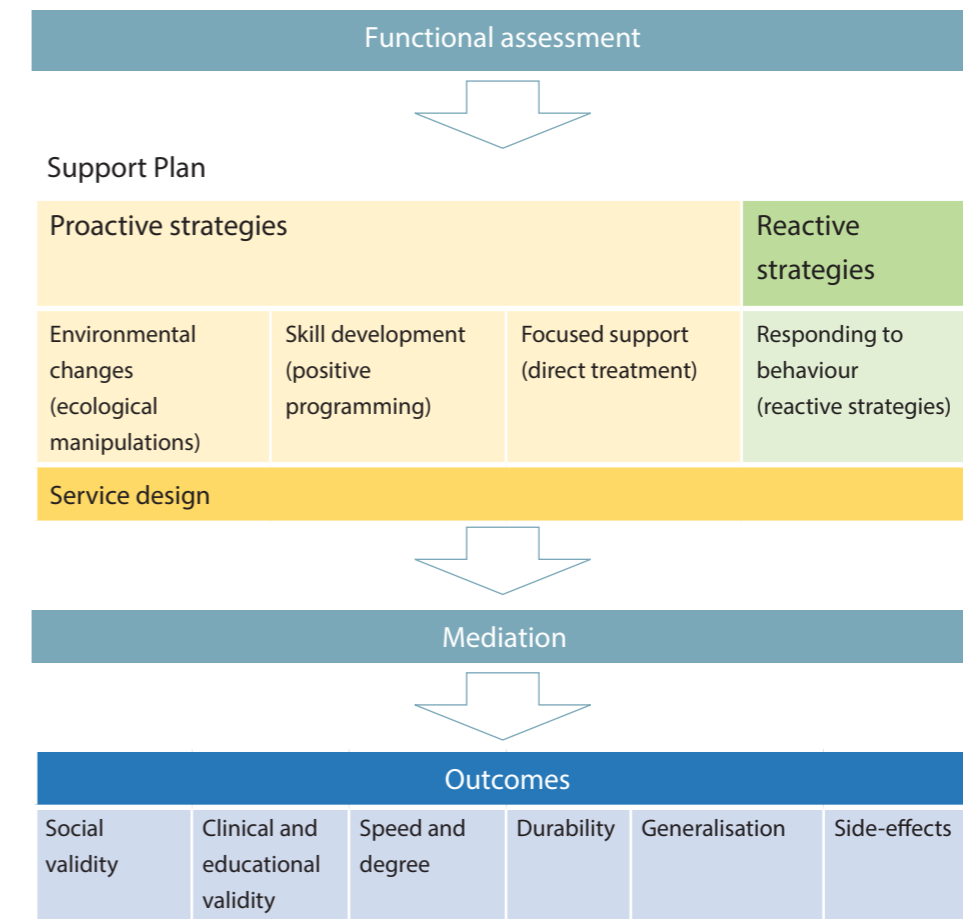 Functional assessment
Support Plan
Proactive strategies
Reactive
strategies
Environmental
changes
(ecological
manipulations)
Skill development
(positive
programming)
Focused support
(direct treatment)
Responding to
behaviour
(reactive strategies)
Service design
Mediation
Outcomes
Social
validity
Clinical and
educational
validity
Speed and
degree
Durability
Generalisation
Side-effects